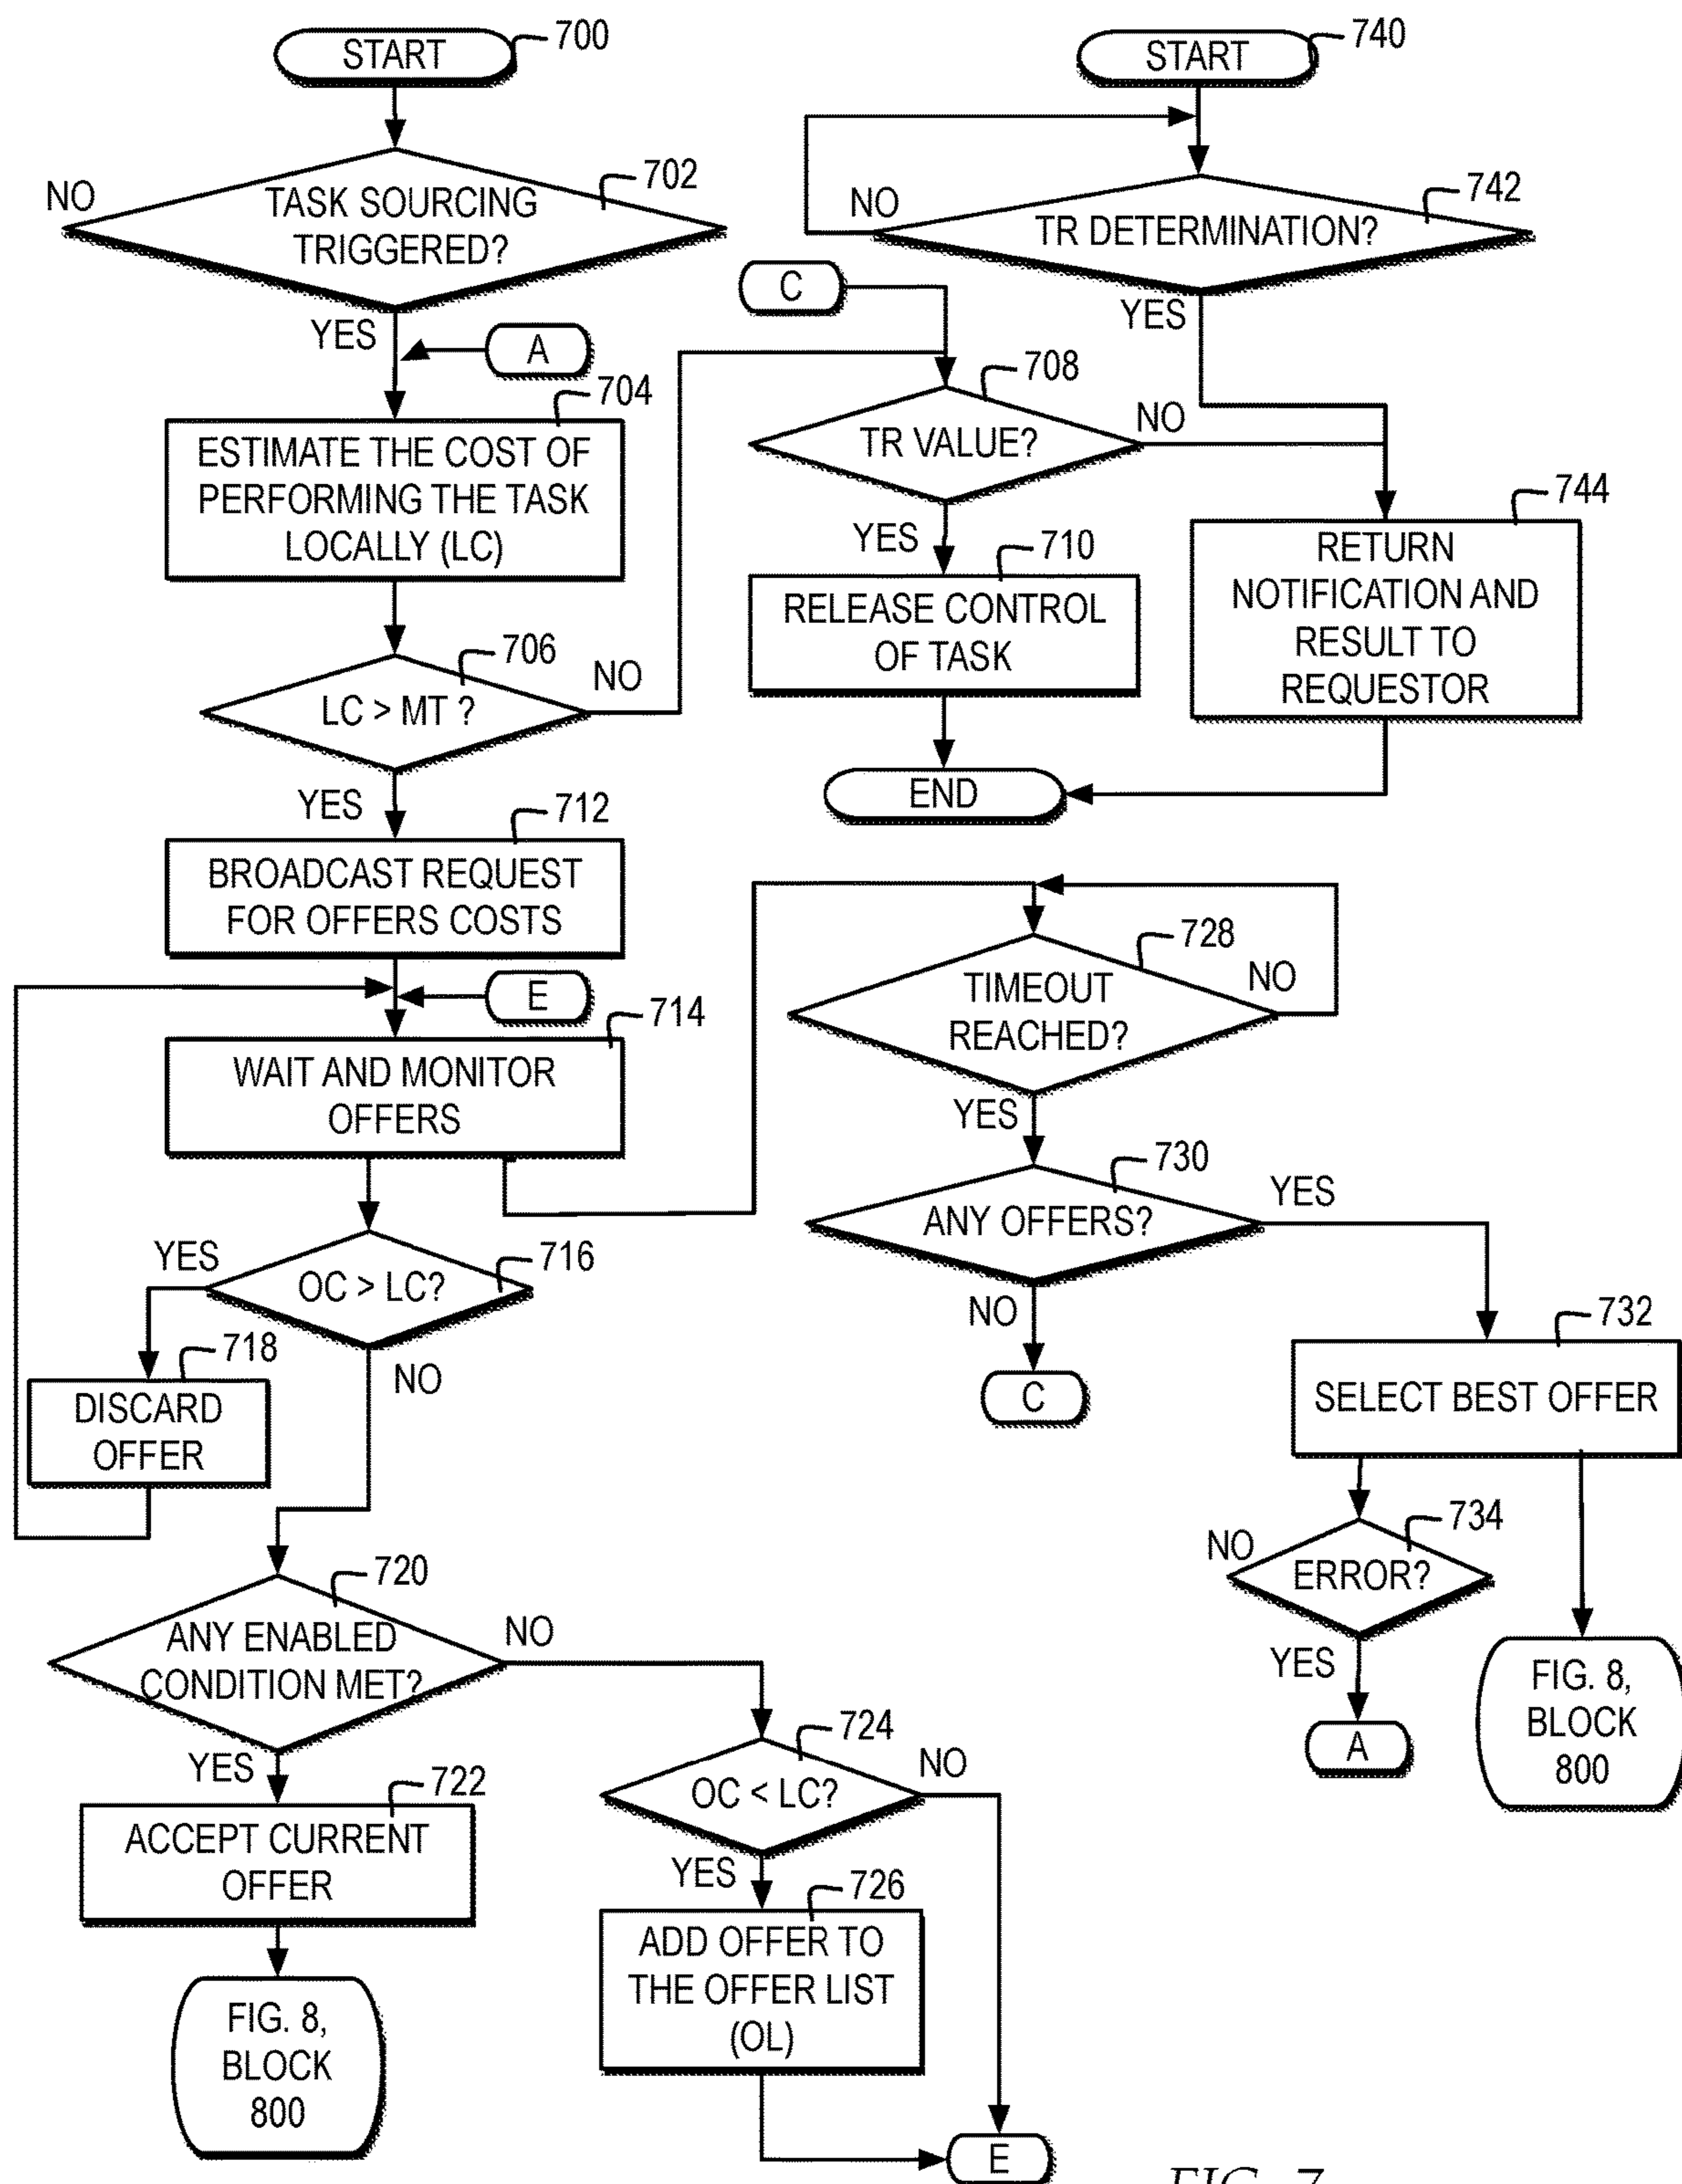 START
700
NO
TASK SOURCING
TRIGGERED?
702
YES
A
704
ESTIMATE THE COST OF
PERFORMING THE TASK
LOCALLY (LC)
706
LC > MT ?
NO
YES
712
BROADCAST REQUEST
FOR OFFERS COSTS
E
714
WAIT AND MONITOR
OFFERS
YES
OC > LC?
716
718
NO
DISCARD
OFFER
720
ANY ENABLED
CONDITION MET?
NO
YES
722
ACCEPT CURRENT
OFFER
FIG. 8,
BLOCK
800
724
OC < LC?
NO
YES
726
ADD OFFER TO
THE OFFER LIST
(OL)
E
START
740
NO
TR DETERMINATION?
742
C
YES
708
TR VALUE?
NO
YES
710
RELEASE CONTROL
OF TASK
744
RETURN
NOTIFICATION AND
RESULT TO
REQUESTOR
END
728
TIMEOUT
REACHED?
NO
YES
730
ANY OFFERS?
YES
NO
C
732
SELECT BEST OFFER
734
NO
ERROR?
YES
A
FIG. 8,
BLOCK
800
FIG. 7